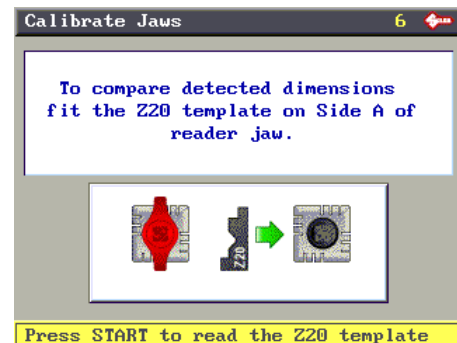 Calibrate Jaws 6
To compare detected dimensions
fit the Z20 template on Side A of
reader jaw.
Z20
Press START to read the Z20 template